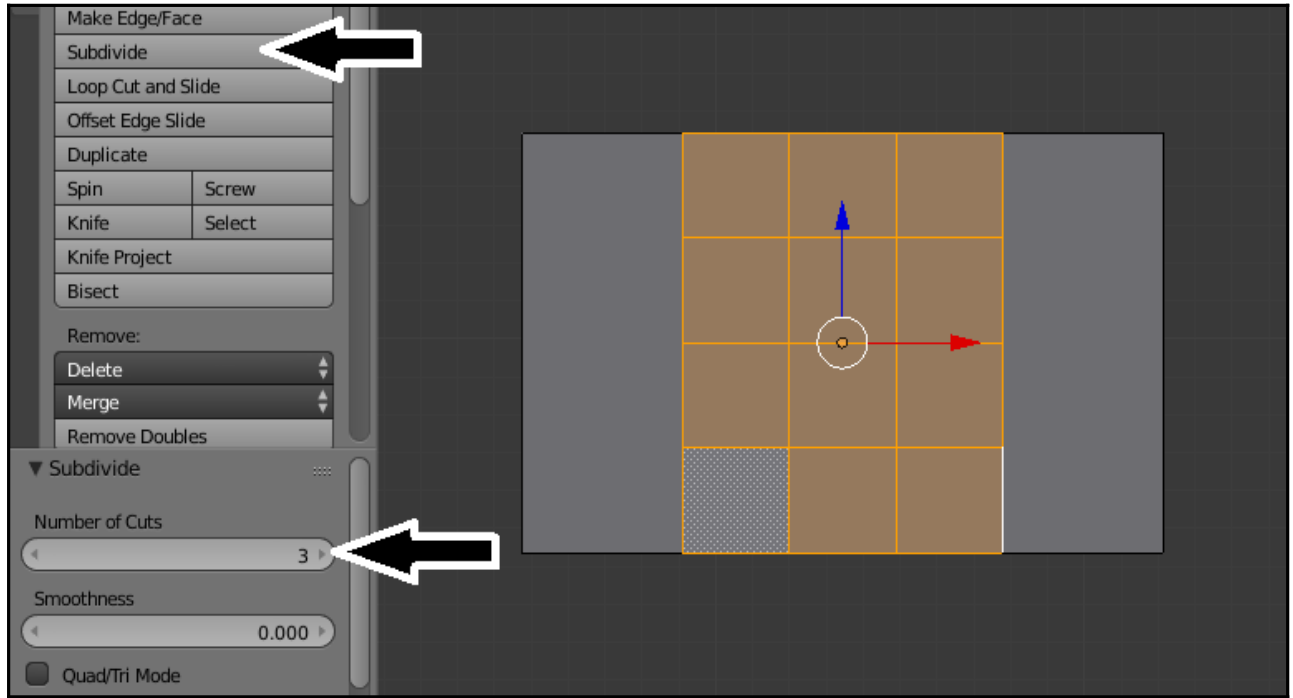 Make Edge/Face
Subdivide
Loop Cut and Slide
Offset Edge Slide
Duplicate
Spin Screw
Knife Select
Knife Project
Bisect
Remove:
Delete
Merge
Remove Doubles
Subdivide
Number of Cuts
3
Smoothness
0.000
Quad/Tri Mode